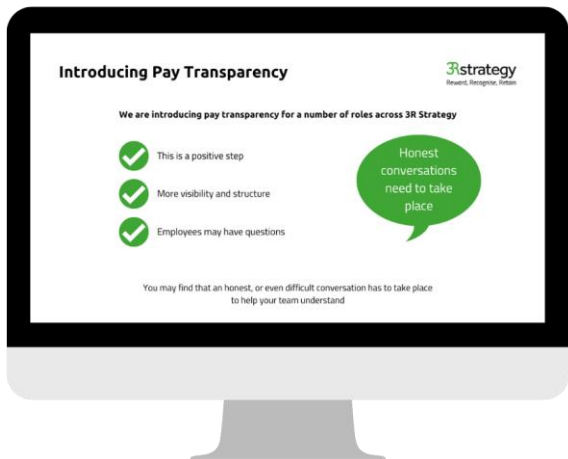 Introducing Pay Transparency
3Rstrategy
Reward, Recognise, Retain
We are introducing pay transparency for a number of roles across 3R Strategy
This is a positive step
More visibility and structure
Employees may have questions
Honest
conversations
need to take
place
You may find that an honest, or even difficult conversation has to take place
to help your team understand